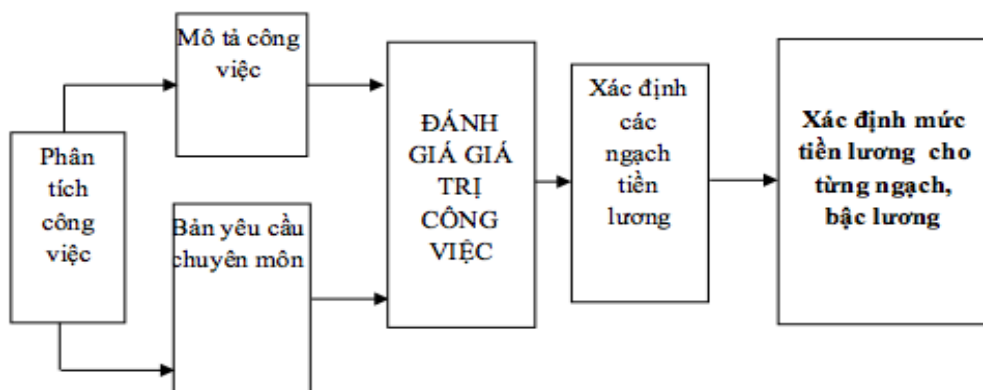 Phân
tích
công
việc
Mô tả công
việc
Bản yêu cầu
chuyên môn
ĐÁNH
GIÁ GIÁ
TRỊ
CÔNG
VIỆC
Xác định
các
ngạch
tiền
lương
Xác định mức
tiền lương cho
từng ngạch,
bậc lương